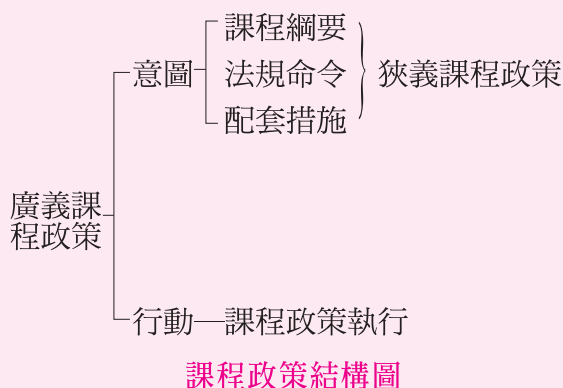 課程綱要
意圖
法規命令
狹義課程政策
配套措施
廣義課
程政策
行動
課程政策執行
課程政策結構圖